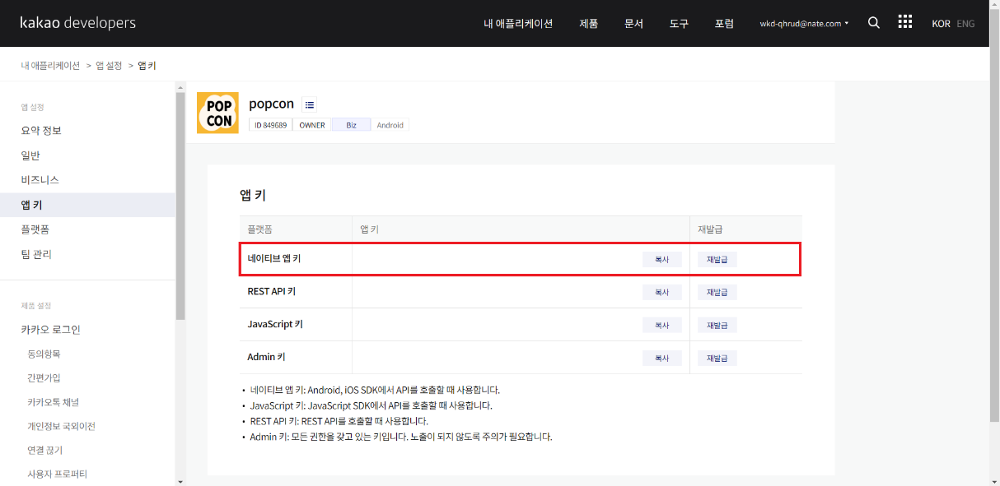 kakao developers
내 애플리케이션 제품 문서 도구 포럼 wkd-qhrud@nate.com KOR ENG
내 애플리케이션 > 앱 설정 > 앱 키
앱 설정
요약 정보
일반
비즈니스
앱 키
플랫폼
팀 관리
제품 설정
카카오 로그인
동의항목
간편가입
카카오톡 채널
개인정보 국외이전
연결 끊기
사용자 프로퍼티
POP
CON
popcon
ID 849689 OWNER Biz Android
앱 키
플랫폼 앱 키 재발급
네이티브 앱 키 복사 재발급
REST API 키 복사 재발급
JavaScript 키 복사 재발급
Admin 키 복사 재발급
• 네이티브 앱 키: Android, iOS SDK에서 API를 호출할 때 사용합니다.
• JavaScript 키: JavaScript SDK에서 API를 호출할 때 사용합니다.
• REST API 키: REST API를 호출할 때 사용합니다.
• Admin 키: 모든 권한을 갖고 있는 키입니다. 노출이 되지 않도록 주의가 필요합니다.